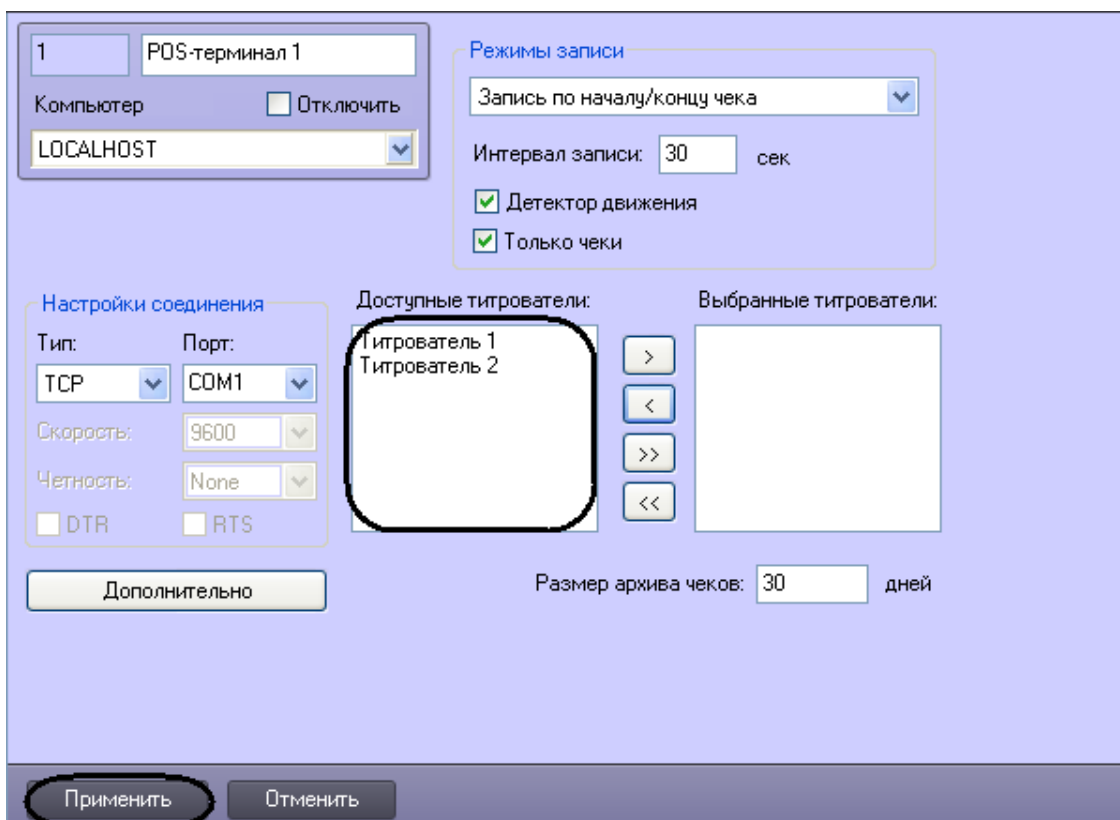 1
POS-терминал 1
Компьютер
Отключить
LOCALHOST
Режимы записи
Запись по началу/концу чека
Интервал записи: 30 сек
Детектор движения
Только чеки
Настройки соединения
Тип: Порт:
TCP COM1
Скорость: 9600
Четность: None
DTR RTS
Дополнительно
Доступные титрователи:
Титрователь 1
Титрователь 2
>
<
>>
<<
Выбранные титрователи:
Размер архива чеков: 30 дней
Применить
Отменить